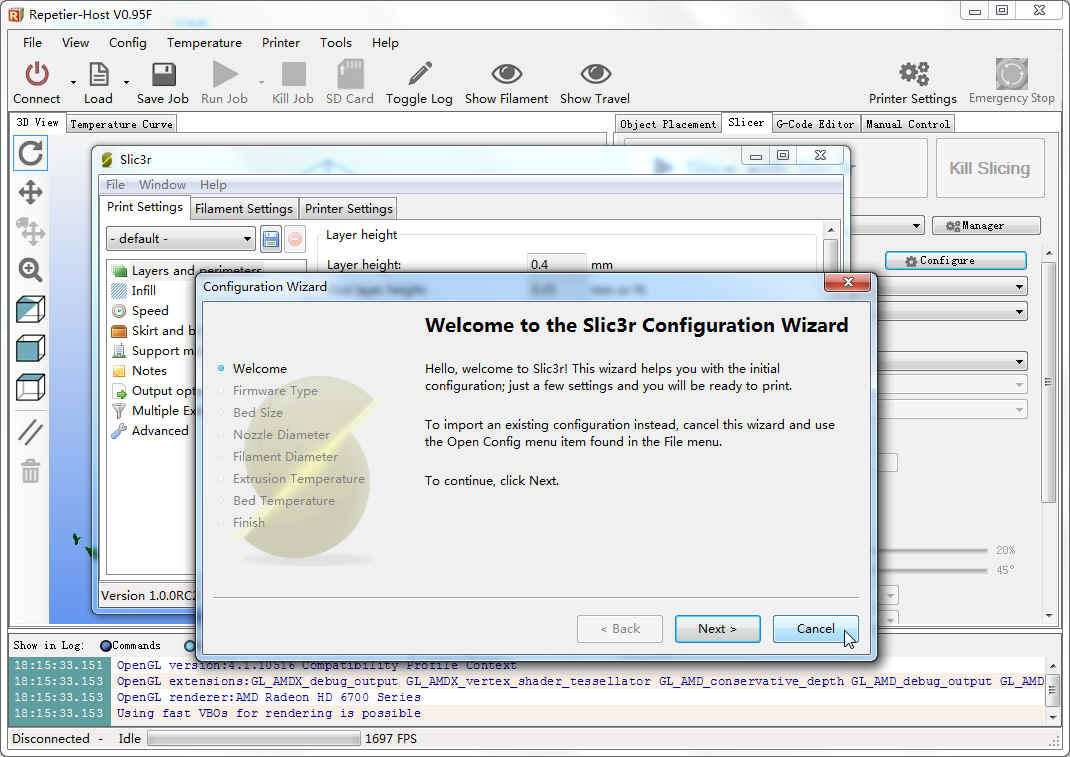 Repetier-Host V0.95F
File View Config Temperature Printer Tools Help
Connect Load Save Job Run Job Kill Job SD Card Toggle Log Show Filament Show Travel Printer Settings Emergency Stop
3D View Temperature Curve Object Placement Slicer G-Code Editor Manual Control
Slic3r
Kill Slicing
File Window Help
Print Settings Filament Settings Printer Settings
Manager
- default -
Layer height
Configure
Layer height: 0.4 mm
Layers and perimeters
Infill
Speed
Skirt and b
Support m
Notes
Output opt
Multiple Ex
Advanced
Version 1.0.0RC2
Configuration Wizard
Welcome to the Slic3r Configuration Wizard
Welcome
Firmware Type
Bed Size
Nozzle Diameter
Filament Diameter
Extrusion Temperature
Bed Temperature
Finish
Hello, welcome to Slic3r! This wizard helps you with the initial
configuration; just a few settings and you will be ready to print.
To import an existing configuration instead, cancel this wizard and use
the Open Config menu item found in the File menu.
To continue, click Next.
20%
45°
< Back Next > Cancel
Show in Log: Commands
18:15:33.151 OpenGL version:4.1.10516 Compatibility Profile Context
18:15:33.153 OpenGL extensions:GL_AMDX_debug_output GL_AMDX_vertex_shader_tessellator GL_AMD_conservative_depth GL_AMD_debug_output GL_AMD
18:15:33.153 OpenGL renderer:AMD Radeon HD 6700 Series
18:15:33.153 Using fast VBOs for rendering is possible
Disconnected - Idle 1697 FPS